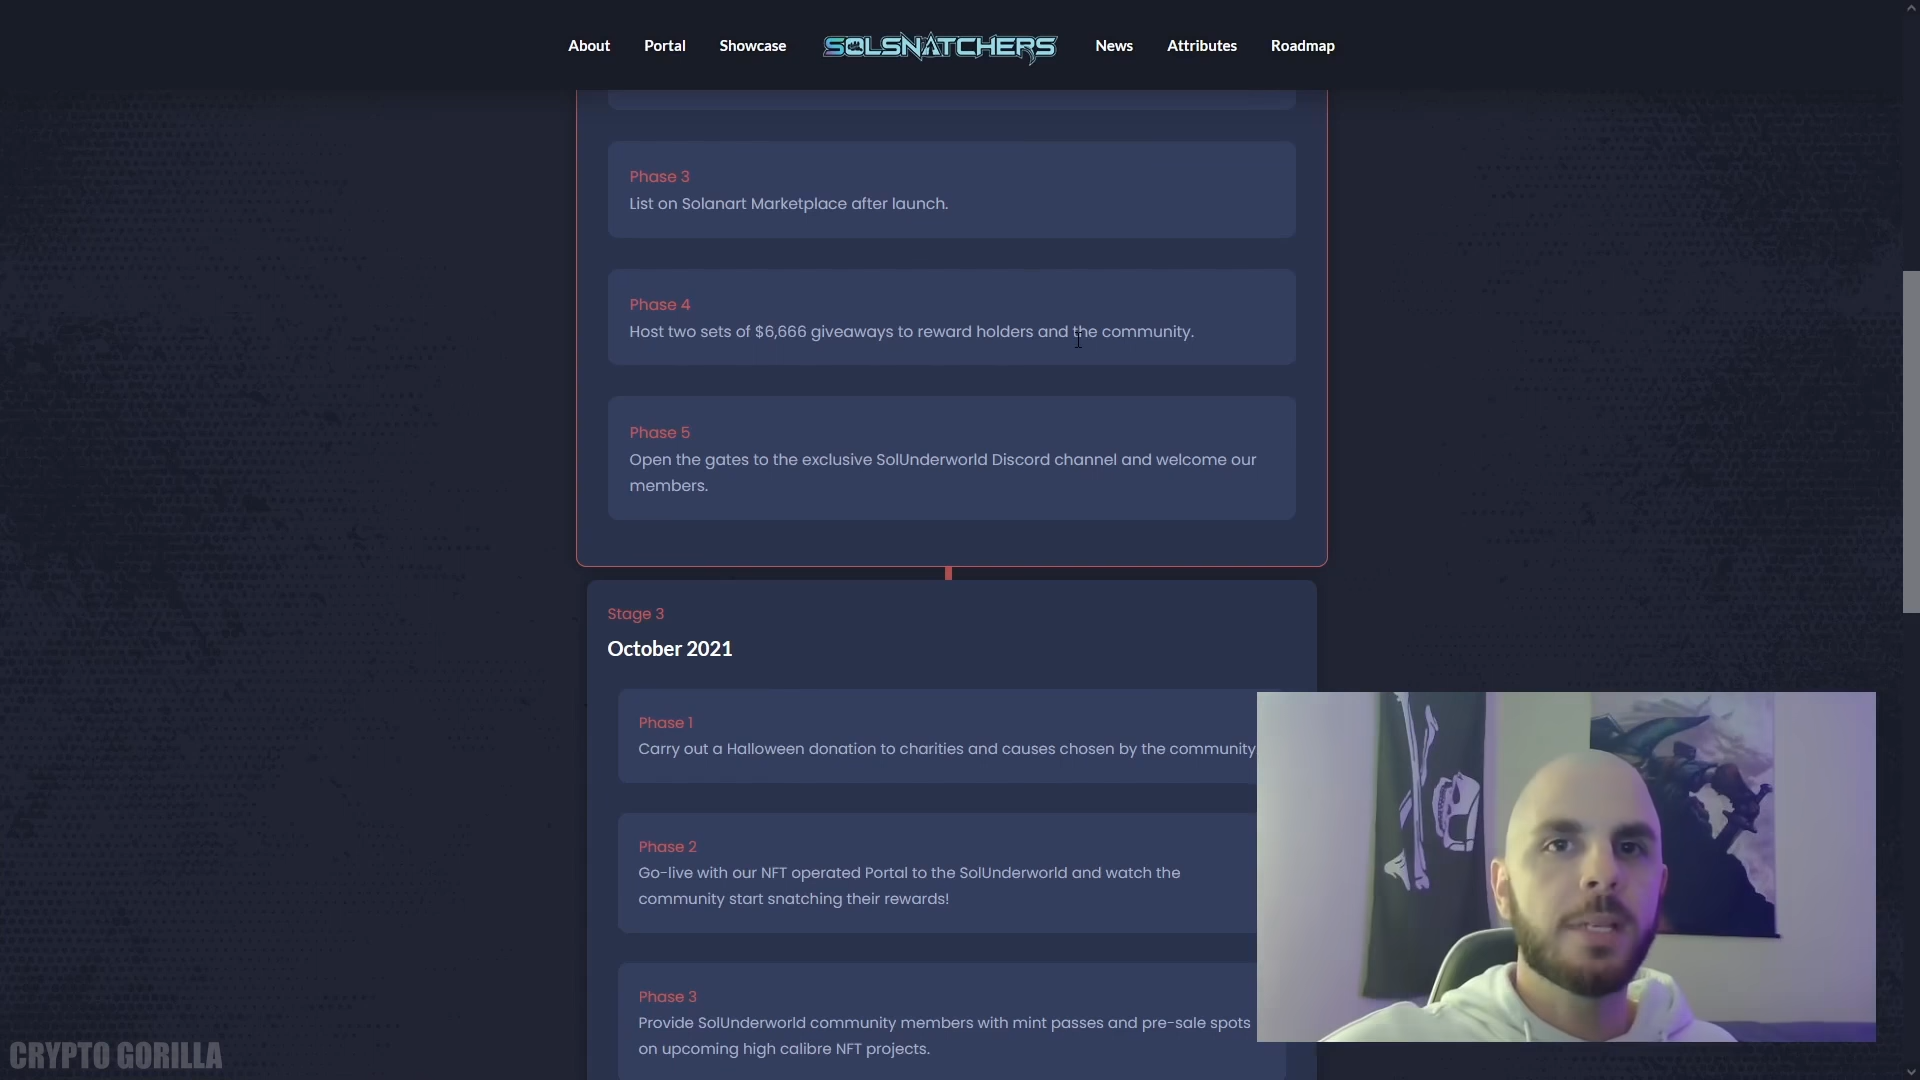 About
Portal
Showcase
SOLSNATCHERS
News
Attributes
Roadmap
Phase 3
List on Solanart Marketplace after launch.
Phase 4
Host two sets of $6,666 giveaways to reward holders and the community.
Phase 5
Open the gates to the exclusive SolUnderworld Discord channel and welcome our
members.
Stage 3
October 2021
Phase 1
Carry out a Halloween donation to charities and causes chosen by the community
Phase 2
Go-live with our NFT operated Portal to the SolUnderworld and watch the
community start snatching their rewards!
Phase 3
Provide SolUnderworld community members with mint passes and pre-sale spots
on upcoming high calibre NFT projects.
CRYPTO GORILLA